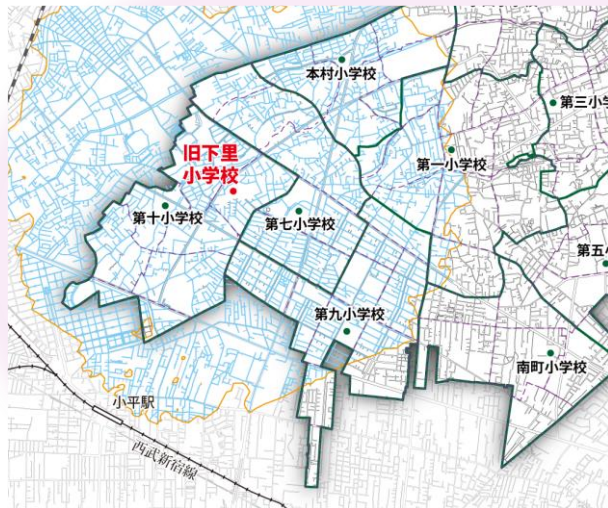 本村小学校
第三小学
旧下里
小学校
第一小学校
第十小学校
第七小学校
第五小
第九小学校
南町小学校
小平駅
西武新宿線